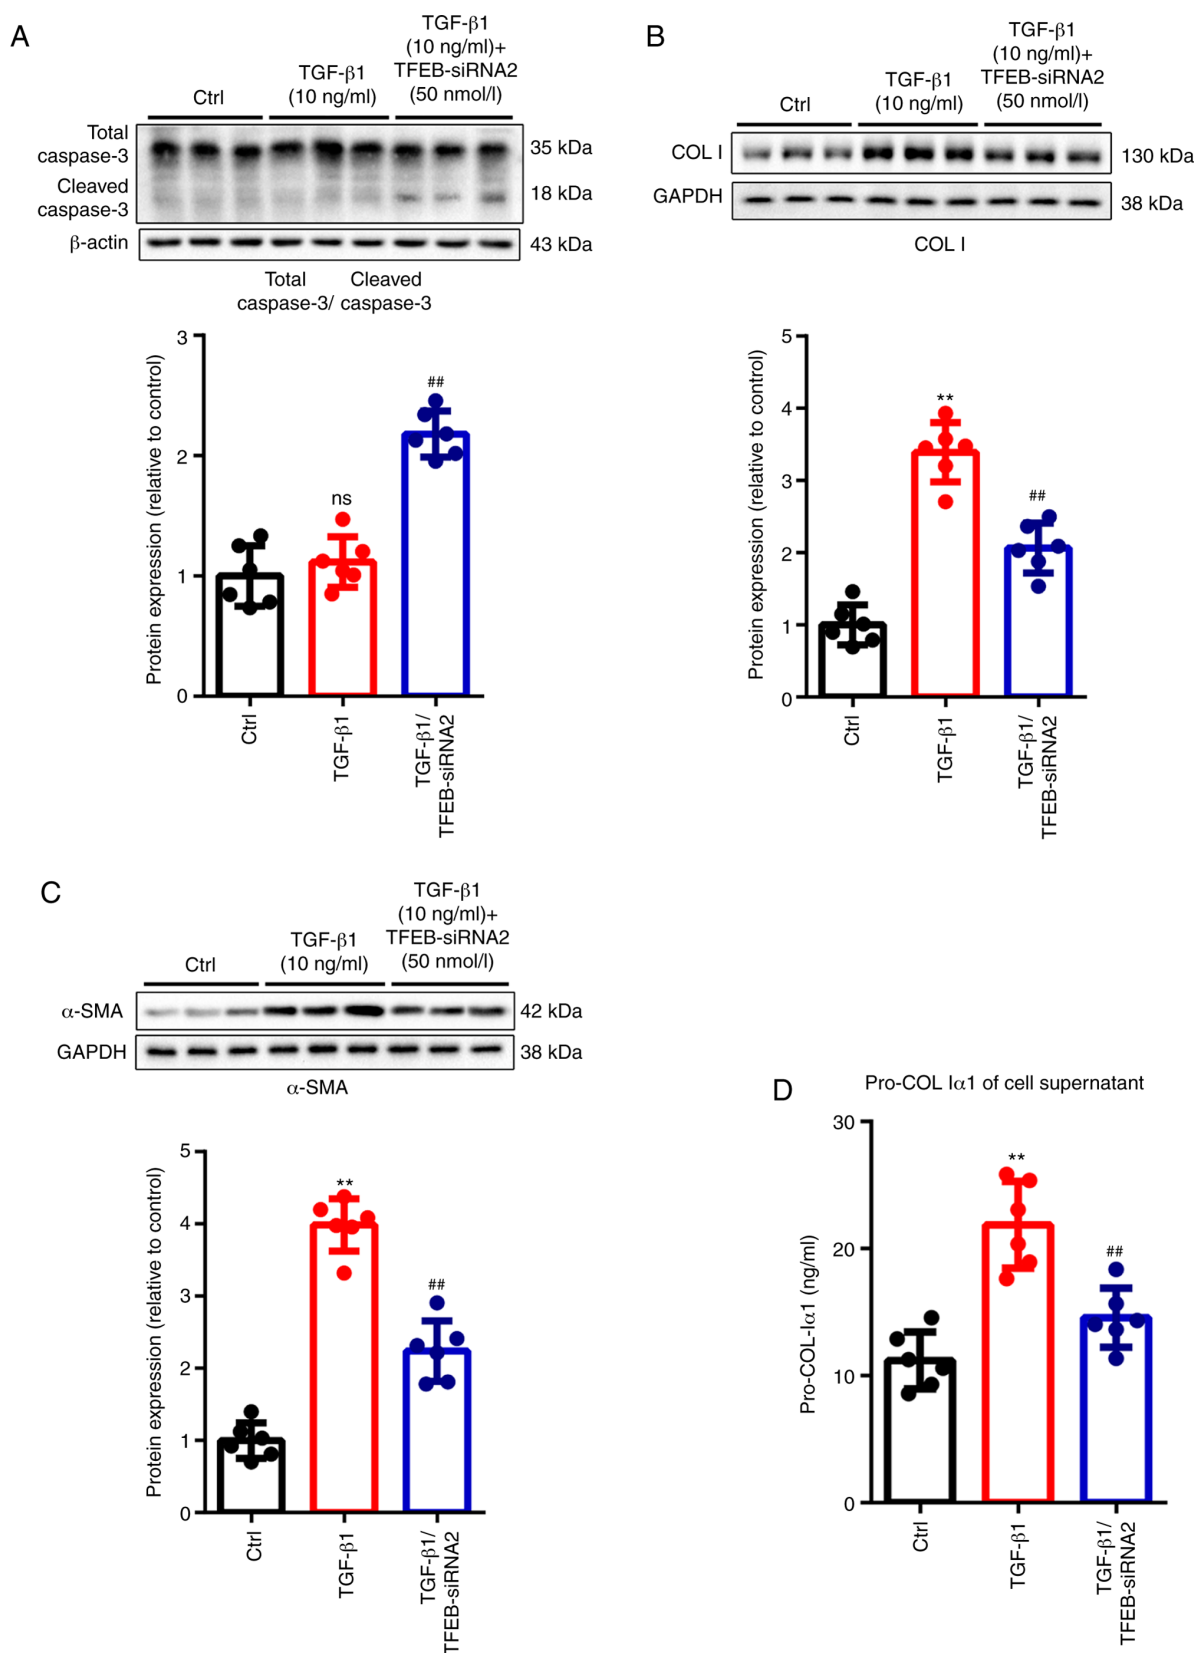 A
Ctrl
TGF-β1
(10 ng/ml)
TGF-β1
(10 ng/ml)+
TFEB-siRNA2
(50 nmol/l)
Total
caspase-3
35 kDa
Cleaved
caspase-3
18 kDa
β-actin
43 kDa
Total
caspase-3/
Cleaved
caspase-3
Protein expression (relative to control)
3
2
1
0
ns
##
Ctrl
TGF-β1
TGF-β1/
TFEB-siRNA2
B
Ctrl
TGF-β1
(10 ng/ml)
TGF-β1
(10 ng/ml)+
TFEB-siRNA2
(50 nmol/l)
COL I
130 kDa
GAPDH
38 kDa
COL I
Protein expression (relative to control)
5
4
3
2
1
0
**
##
Ctrl
TGF-β1
TGF-β1/
TFEB-siRNA2
C
Ctrl
TGF-β1
(10 ng/ml)
TGF-β1
(10 ng/ml)+
TFEB-siRNA2
(50 nmol/l)
α-SMA
42 kDa
GAPDH
38 kDa
α-SMA
Protein expression (relative to control)
5
4
3
2
1
0
**
##
Ctrl
TGF-β1
TGF-β1/
TFEB-siRNA2
D
Pro-COL Iα1 of cell supernatant
Pro-COL-Iα1 (ng/ml)
30
20
10
0
**
##
Ctrl
TGF-β1
TGF-β1/
TFEB-siRNA2